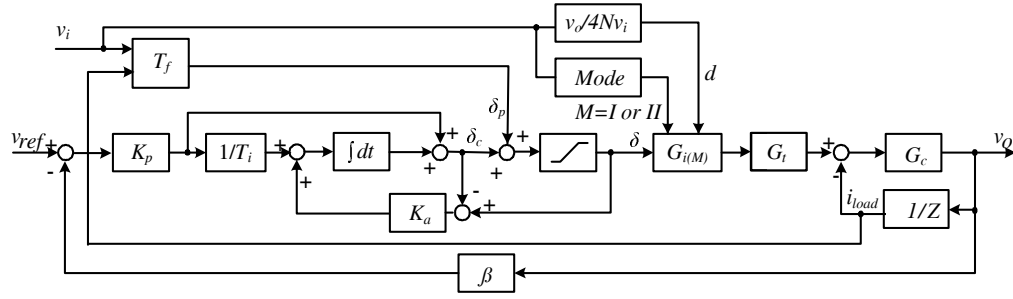 v_i
T_f
v_o/4Nv_i
Mode
d
M=I or II
δ_p
v_ref
+
-
K_p
1/T_i
+
+
∫dt
+
+
δ_c
+
+
δ
G_i(M)
G_t
+
-
G_c
v_o
K_a
-
+
i_load
1/Z
β